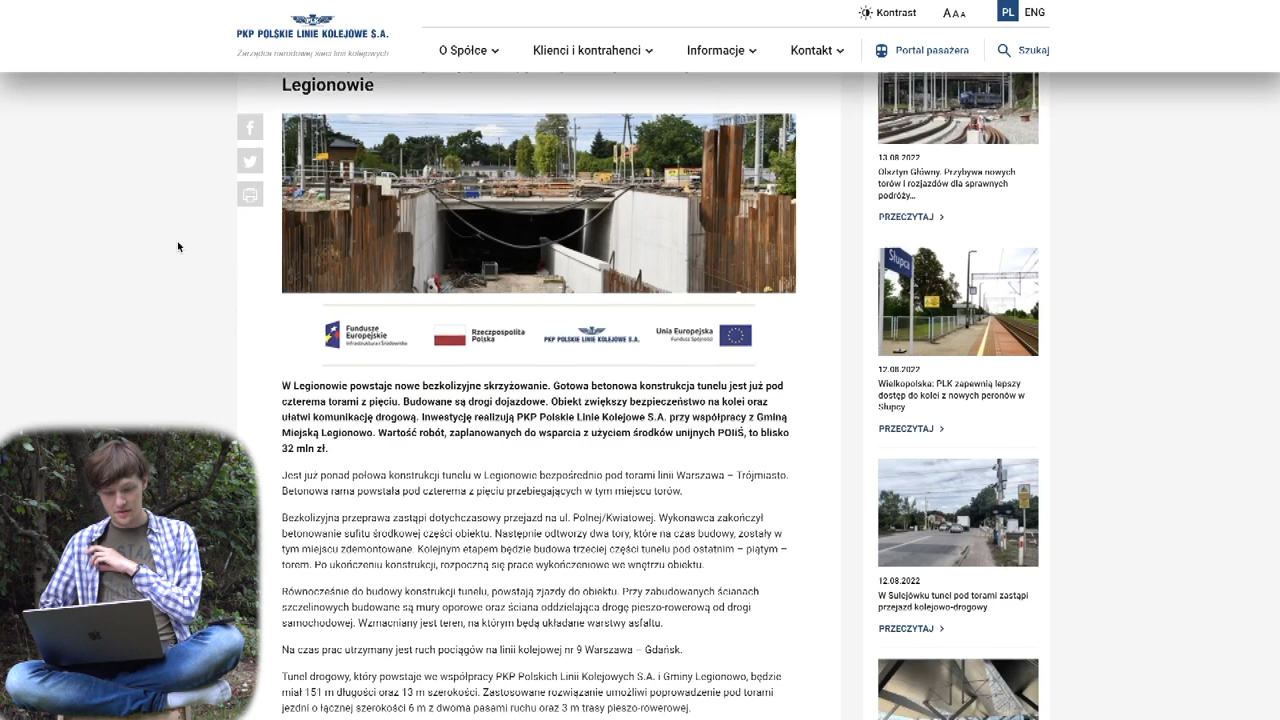 PLK
PKP POLSKIE LINIE KOLEJOWE S.A.
Zarządca narodowej sieci linii kolejowych
Kontrast
A A A
PL
ENG
O Spółce
Klienci i kontrahenci
Informacje
Kontakt
Portal pasażera
Szukaj
Legionowie
Fundusze
Europejskie
Infrastruktura i Środowisko
Rzeczpospolita
Polska
PKP POLSKIE LINIE KOLEJOWE S.A.
Unia Europejska
Fundusz Spójności
W Legionowie powstaje nowe bezkolizyjne skrzyżowanie. Gotowa betonowa konstrukcja tunelu jest już pod
czterema torami z pięciu. Budowane są drogi dojazdowe. Obiekt zwiększy bezpieczeństwo na kolei oraz
ułatwi komunikację drogową. Inwestycję realizują PKP Polskie Linie Kolejowe S.A. przy współpracy z Gminą
Miejską Legionowo. Wartość robót, zaplanowanych do wsparcia z użyciem środków unijnych POIiŚ, to blisko
32 mln zł.
Jest już ponad połowa konstrukcji tunelu w Legionowie bezpośrednio pod torami linii Warszawa – Trójmiasto.
Betonowa rama powstała pod czterema z pięciu przebiegających w tym miejscu torów.
Bezkolizyjna przeprawa zastąpi dotychczasowy przejazd na ul. Polnej/Kwiatowej. Wykonawca zakończył
betonowanie sufitu środkowej części obiektu. Następnie odtworzy dwa tory, które na czas budowy, zostały w
tym miejscu zdemontowane. Kolejnym etapem będzie budowa trzeciej części tunelu pod ostatnim – piątym –
torem. Po ukończeniu konstrukcji, rozpoczną się prace wykończeniowe we wnętrzu obiektu.
Równocześnie do budowy konstrukcji tunelu, powstają zjazdy do obiektu. Przy zabudowanych ścianach
szczelinowych budowane są mury oporowe oraz ściana oddzielająca drogę pieszo-rowerową od drogi
samochodowej. Wzmacniany jest teren, na którym będą układane warstwy asfaltu.
Na czas prac utrzymany jest ruch pociągów na linii kolejowej nr 9 Warszawa – Gdańsk.
Tunel drogowy, który powstaje we współpracy PKP Polskich Linii Kolejowych S.A. i Gminy Legionowo, będzie
miał 151 m długości oraz 13 m szerokości. Zastosowane rozwiązanie umożliwi poprowadzenie pod torami
jezdni o łącznej szerokości 6 m z dwoma pasami ruchu oraz 3 m trasy pieszo-rowerowej.
13.08.2022
Olsztyn Główny. Przybywa nowych
torów i rozjazdów dla sprawnych
podróży...
PRZECZYTAJ
Słupca
12.08.2022
Wielkopolska: PLK zapewnią lepszy
dostęp do kolei z nowych peronów w
Słupcy
PRZECZYTAJ
12.08.2022
W Sulejówku tunel pod torami zastąpi
przejazd kolejowo-drogowy
PRZECZYTAJ